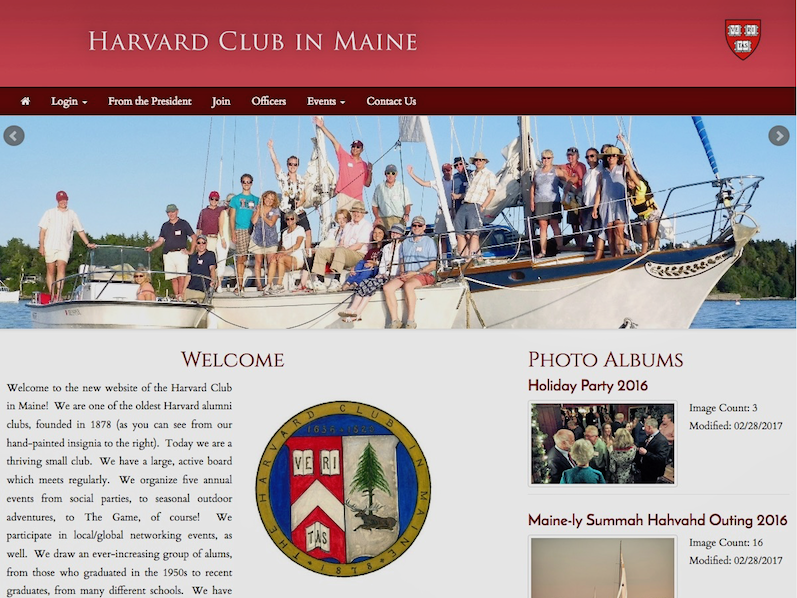 HARVARD CLUB IN MAINE
VE RI
TAS
Login
From the President
Join
Officers
Events
Contact Us
WELCOME
Welcome to the new website of the Harvard Club
in Maine! We are one of the oldest Harvard alumni
clubs, founded in 1878 (as you can see from our
hand-painted insignia to the right). Today we are a
thriving small club. We have a large, active board
which meets regularly. We organize five annual
events from social parties, to seasonal outdoor
adventures, to The Game, of course! We
participate in local/global networking events, as
well. We draw an ever-increasing group of alums,
from those who graduated in the 1950s to recent
graduates, from many different schools. We have
THE HARVARD CLUB IN MAINE
VE RI
TAS
1878
PHOTO ALBUMS
Holiday Party 2016
Image Count: 3
Modified: 02/28/2017
Maine-ly Summah Hahvahd Outing 2016
Image Count: 16
Modified: 02/28/2017